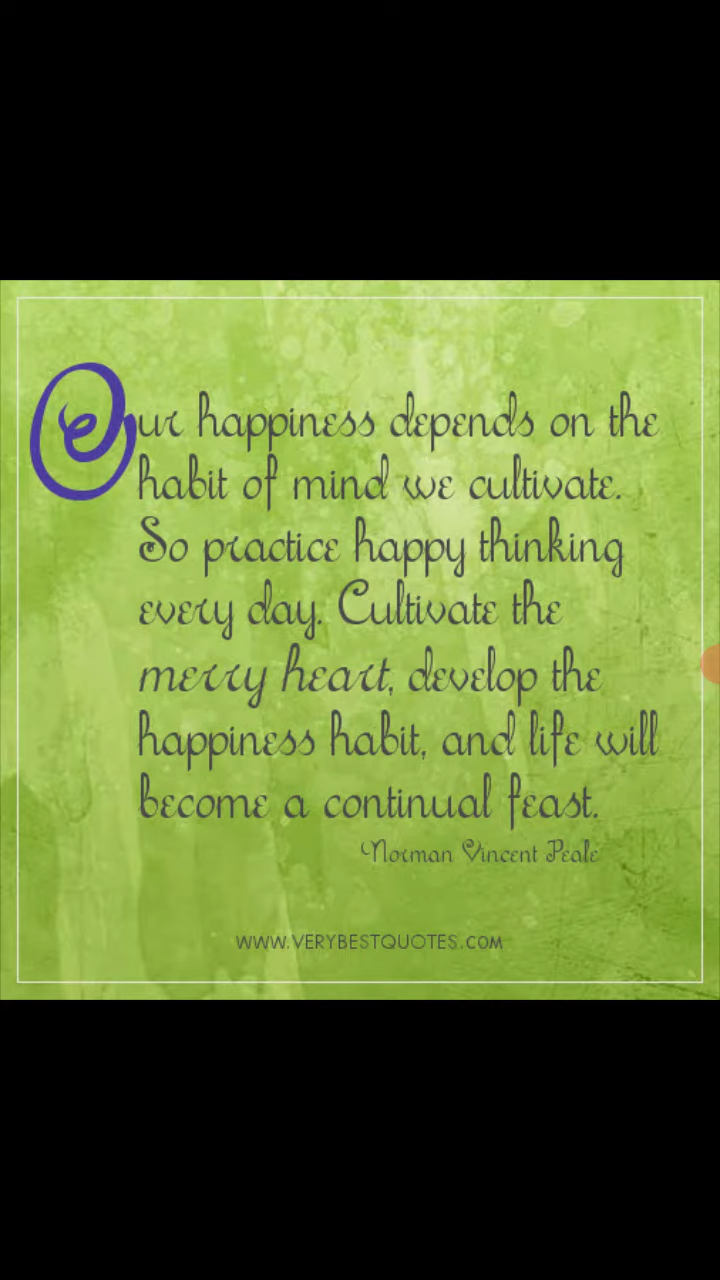 Our happiness depends on the
habit of mind we cultivate.
So practice happy thinking
every day. Cultivate the
merry heart, develop the
happiness habit, and life will
become a continual feast.
Norman Vincent Peale
WWW.VERYBESTQUOTES.COM